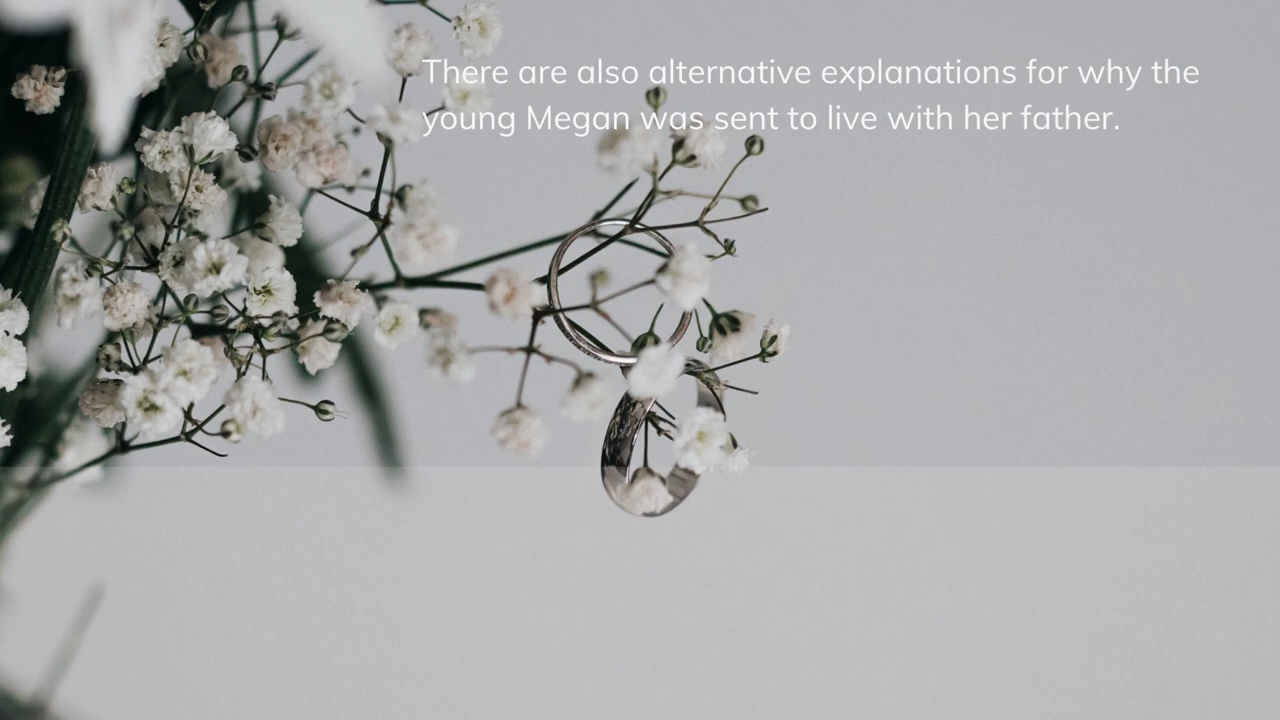 There are also alternative explanations for why the
young Megan was sent to live with her father.